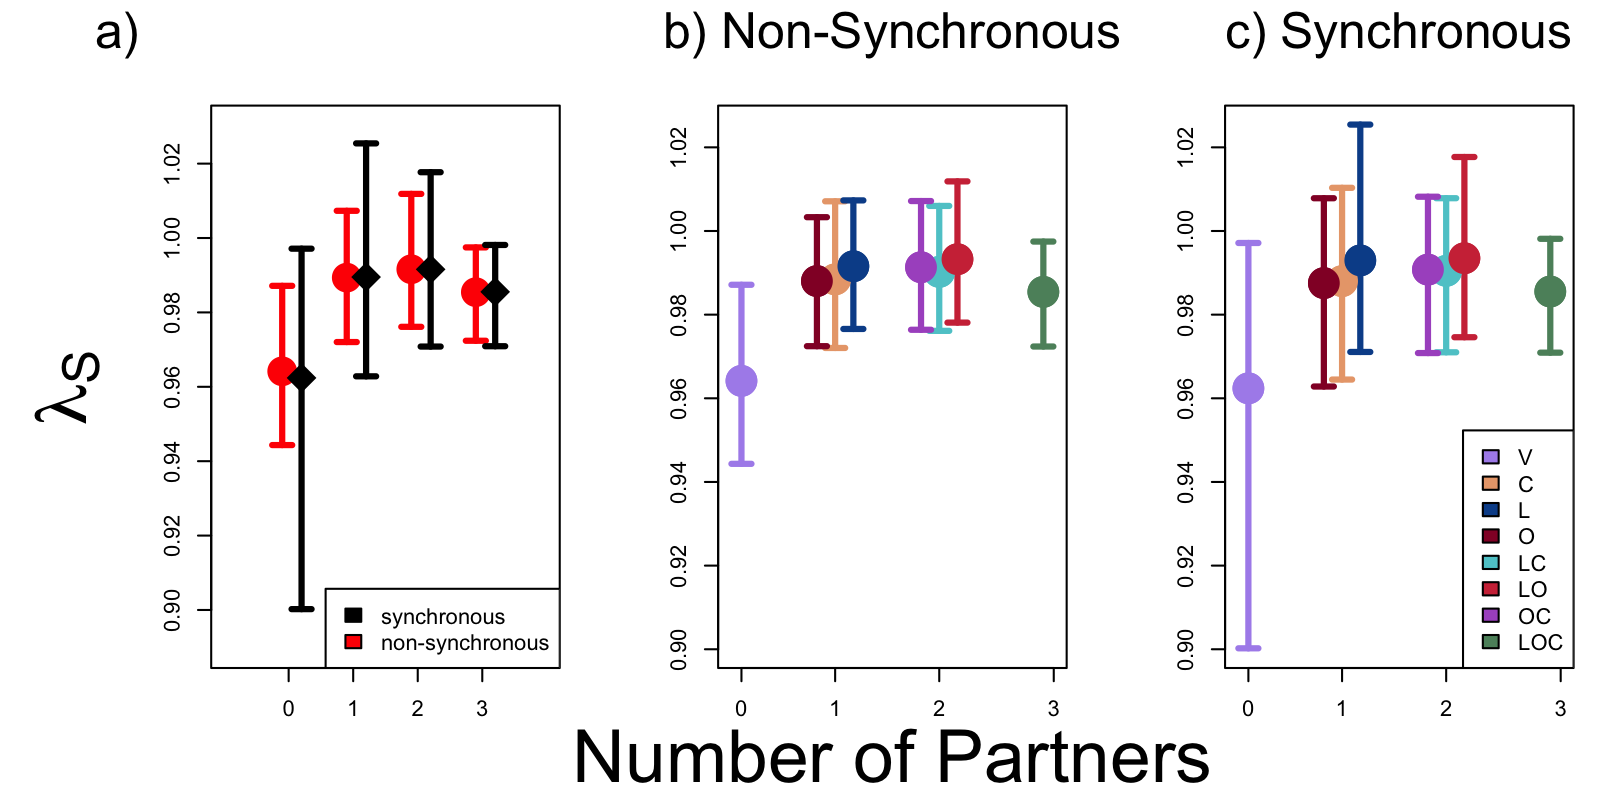 a)
b) Non-Synchronous
c) Synchronous
λs
1.02
1.00
0.98
0.96
0.94
0.92
0.90
0 1 2 3
synchronous
non-synchronous
1.02
1.00
0.98
0.96
0.94
0.92
0.90
0 1 2 3
1.02
1.00
0.98
0.96
0.94
0.92
0.90
0 1 2 3
V
C
L
O
LC
LO
OC
LOC
Number of Partners